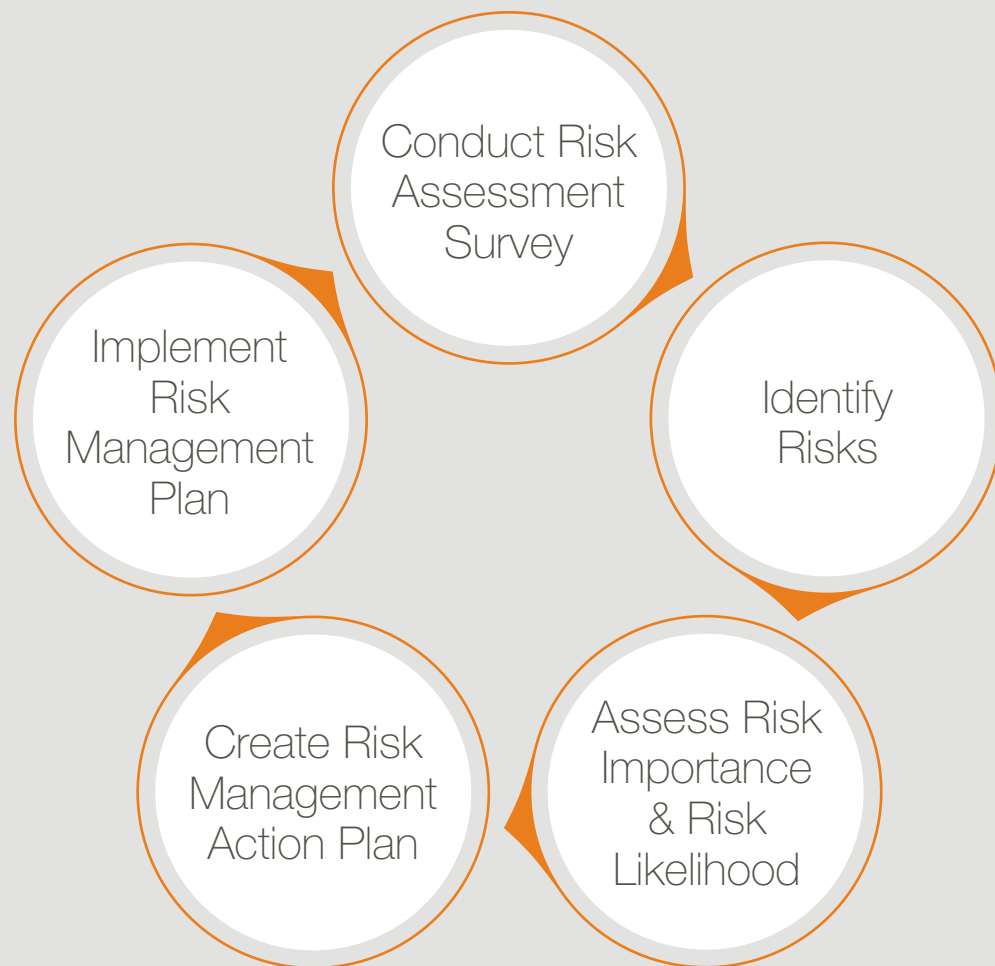 Conduct Risk
Assessment
Survey
Identify
Risks
Assess Risk
Importance
& Risk
Likelihood
Create Risk
Management
Action Plan
Implement
Risk
Management
Plan